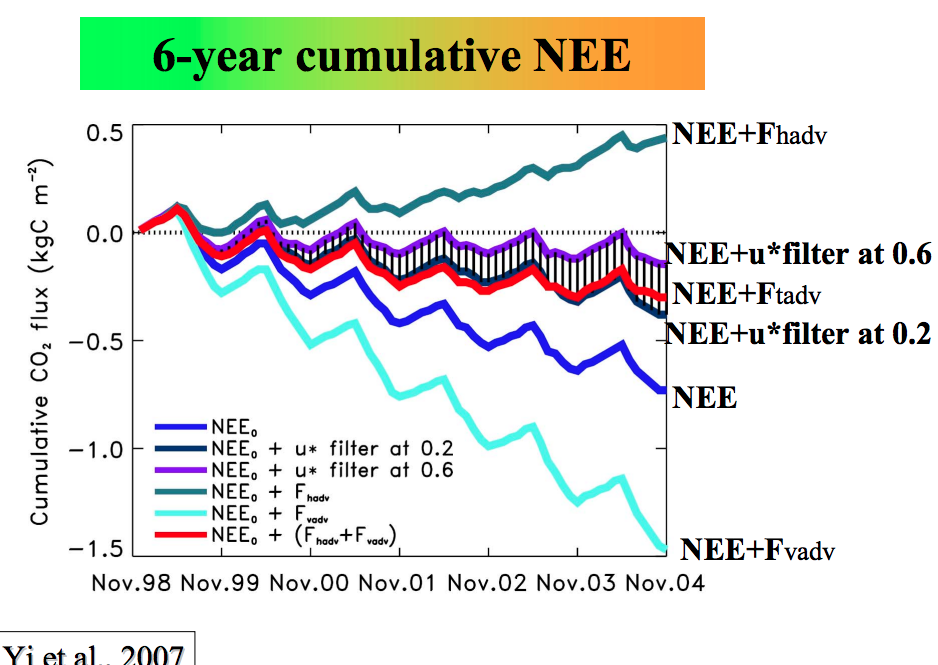 6-year cumulative NEE
0.5
0.0
−0.5
−1.0
−1.5
Cumulative CO₂ flux (kgC m⁻²)
NEE+Fhadv
NEE+u*filter at 0.6
NEE+Ftadv
NEE+u*filter at 0.2
NEE
NEE+Fvadv
NEE₀
NEE₀ + u* filter at 0.2
NEE₀ + u* filter at 0.6
NEE₀ + Fhadv
NEE₀ + Fvadv
NEE₀ + (Fhadv+Fvadv)
Nov.98 Nov.99 Nov.00 Nov.01 Nov.02 Nov.03 Nov.04
Yi et al., 2007